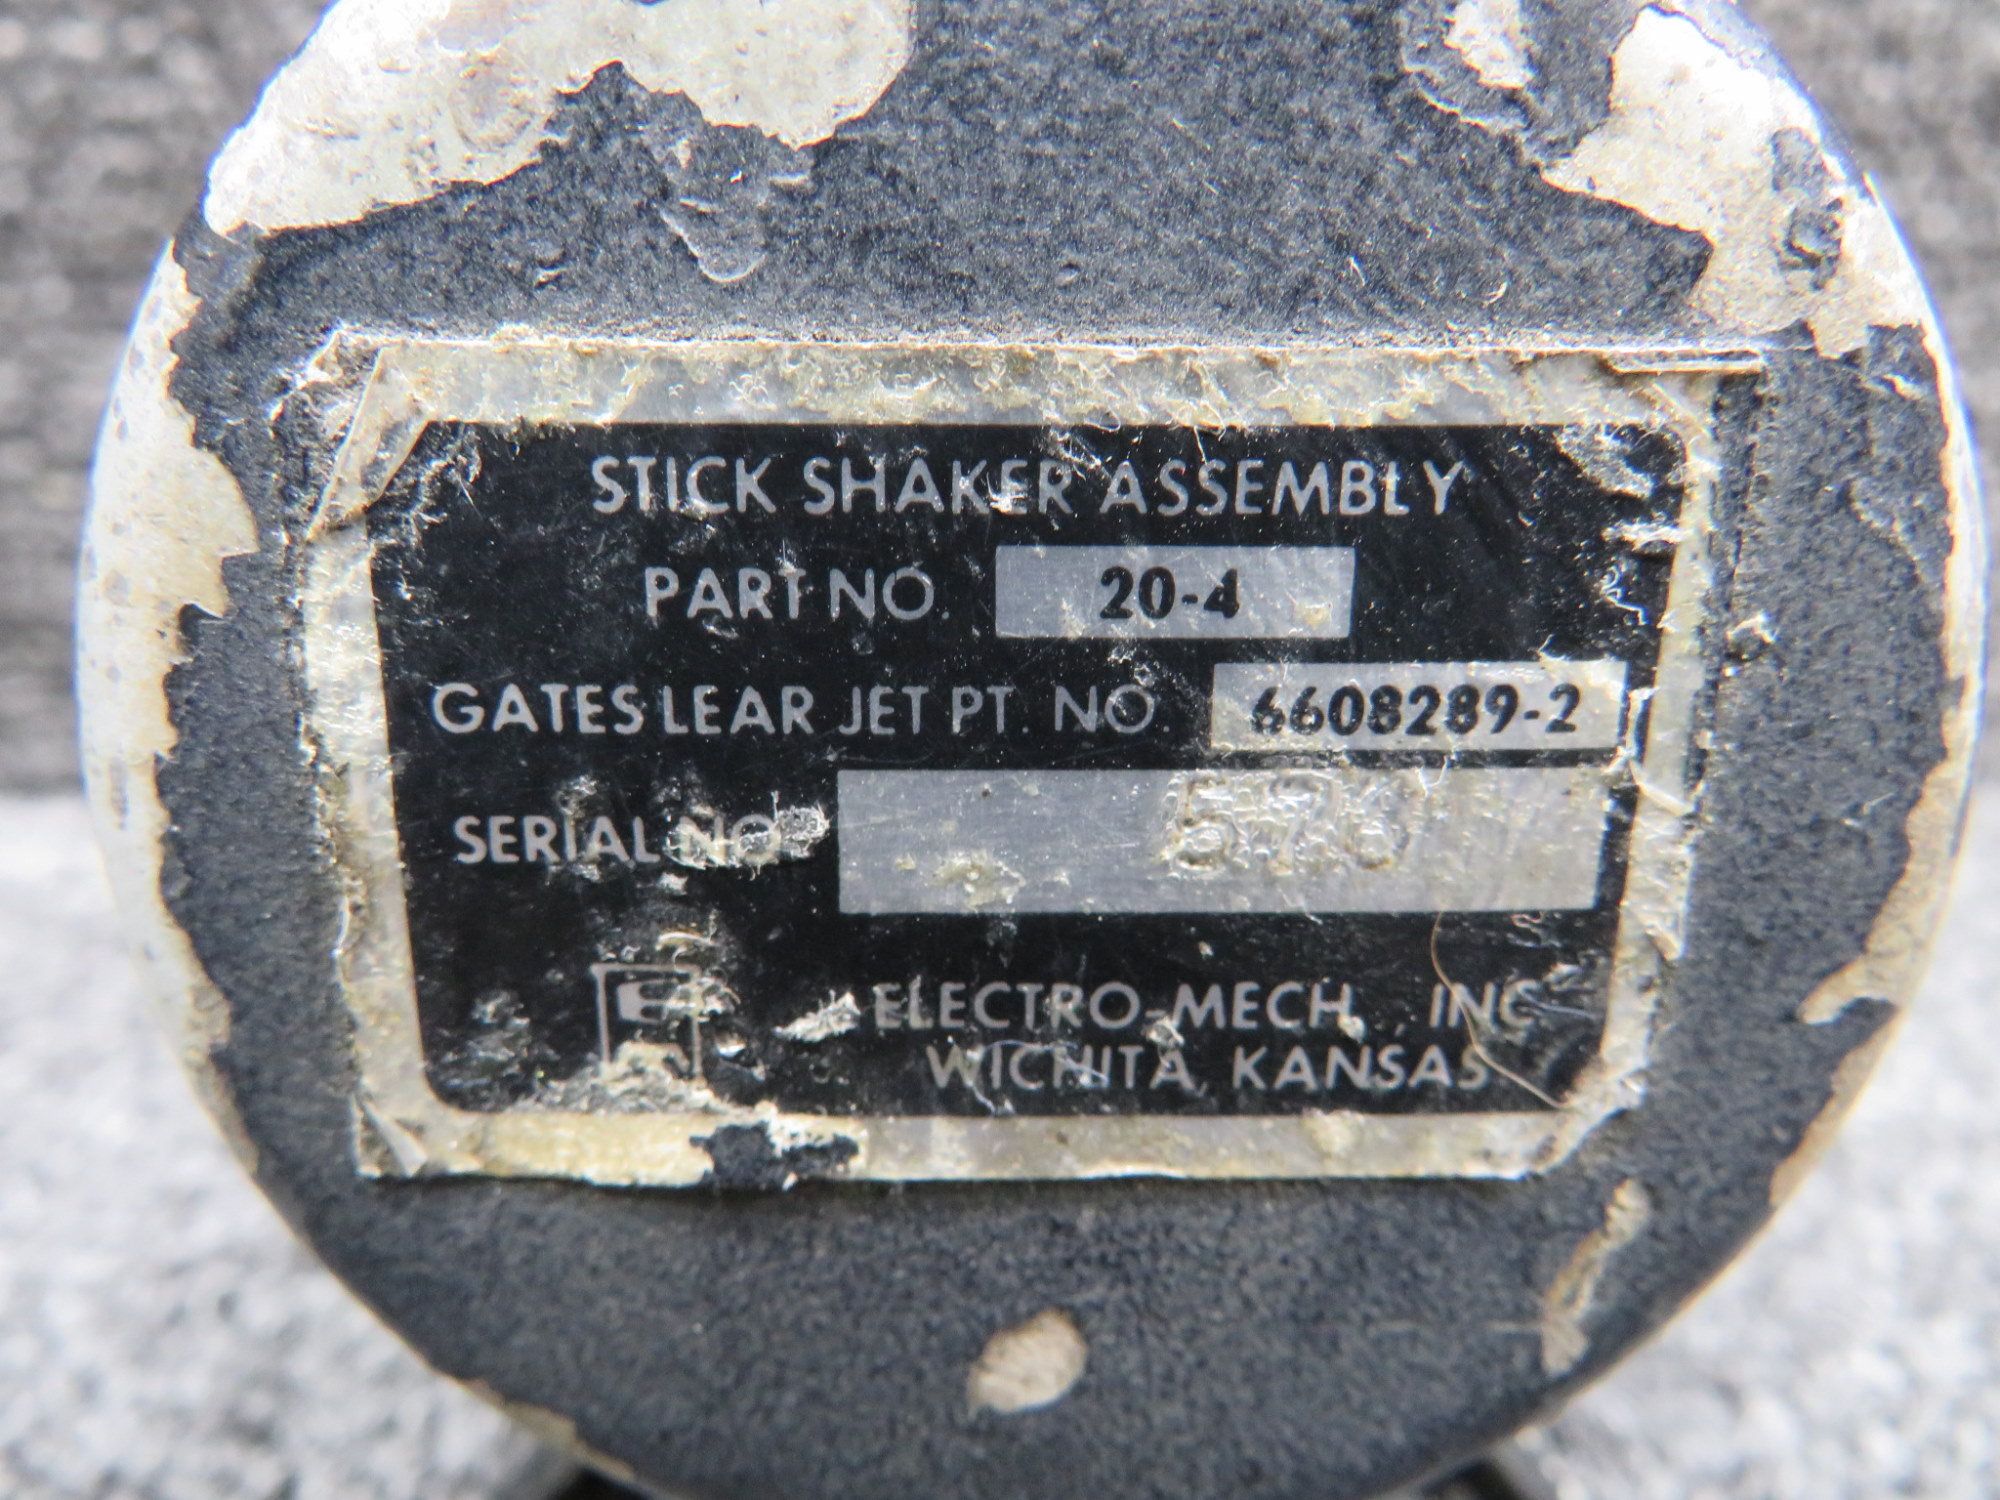 STICK SHAKER ASSEMBLY
PART NO. 20-4
GATES LEAR JET PT. NO. 6608289-2
SERIAL NO.
ELECTRO-MECH., INC
WICHITA, KANSAS